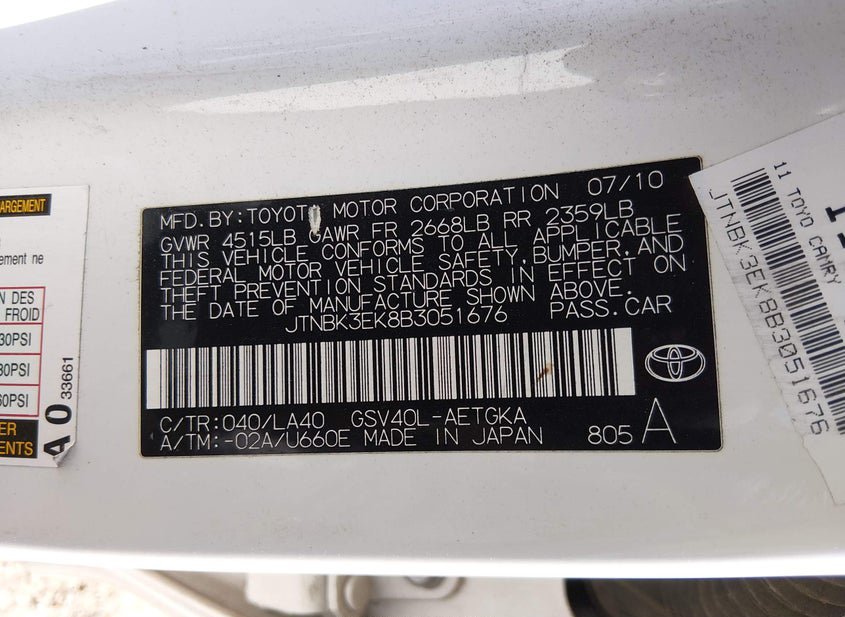 MFD. BY: TOYOTA MOTOR CORPORATION 07/10
GVWR 4515LB GAWR FR 2668LB RR 2359LB
THIS VEHICLE CONFORMS TO ALL APPLICABLE
FEDERAL MOTOR VEHICLE SAFETY, BUMPER, AND
THEFT PREVENTION STANDARDS IN EFFECT ON
THE DATE OF MANUFACTURE SHOWN ABOVE.
JTNBK3EK8B3051676 PASS.CAR
C/TR: 040/LA40 GSV40L-AETGKA
A/TM: -02A/U660E MADE IN JAPAN 805 A
ARGEMENT
ement ne
N DES
FROID
30PSI
30PSI
60PSI
ER
ENTS
A0 33661
11 TOYO CAMRY
JTNBK3EK8B3051676